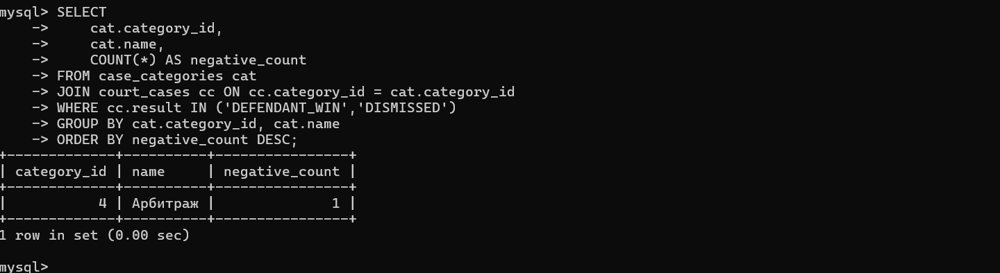 mysql> SELECT
    ->     cat.category_id,
    ->     cat.name,
    ->     COUNT(*) AS negative_count
    -> FROM case_categories cat
    -> JOIN court_cases cc ON cc.category_id = cat.category_id
    -> WHERE cc.result IN ('DEFENDANT_WIN','DISMISSED')
    -> GROUP BY cat.category_id, cat.name
    -> ORDER BY negative_count DESC;
+-------------+----------+----------------+
| category_id | name     | negative_count |
+-------------+----------+----------------+
|           4 | Арбитраж |              1 |
+-------------+----------+----------------+
1 row in set (0.00 sec)

mysql>